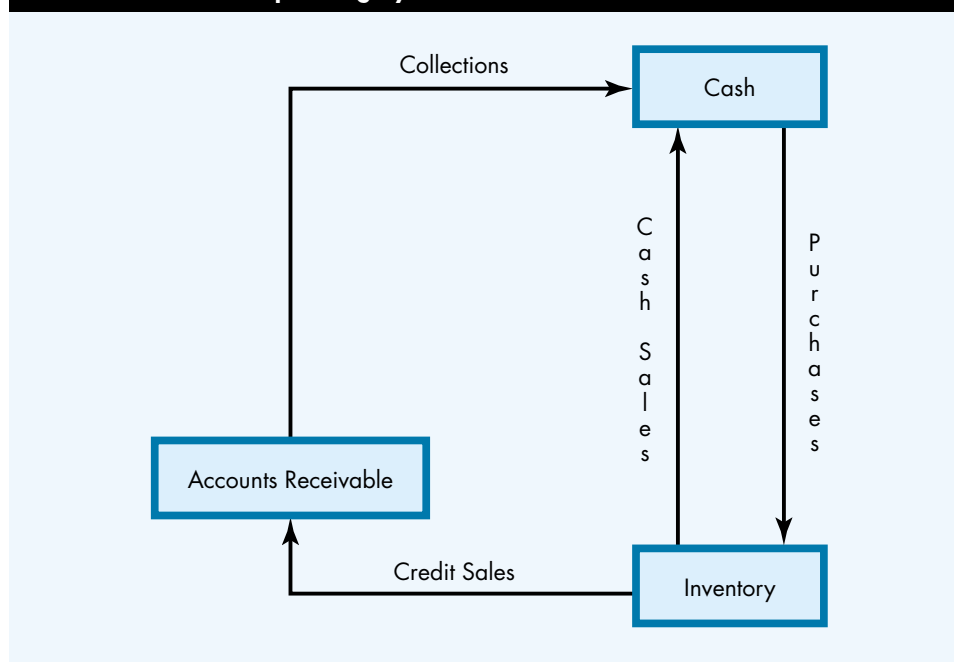 Collections
Cash
Cash Sales
Purchases
Accounts Receivable
Credit Sales
Inventory